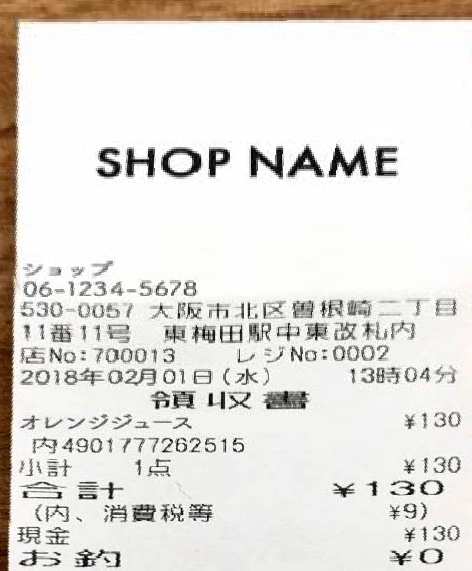 SHOP NAME
ショップ
06-1234-5678
530-0057 大阪市北区曽根崎二丁目
11番11号 東梅田駅中東改札内
店No:700013 レジNo:0002
2018年02月01日(水) 13時04分
領収書
オレンジジュース ¥130
内4901777262515
小計 1点 ¥130
合計 ¥130
(内、消費税等 ¥9)
現金 ¥130
お釣 ¥0